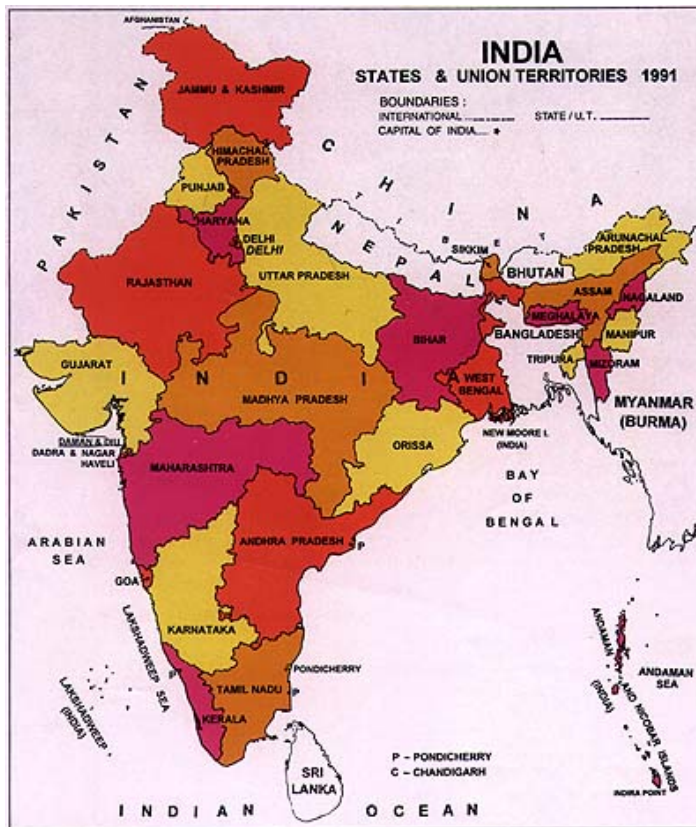 INDIA
STATES & UNION TERRITORIES 1991
BOUNDARIES :
INTERNATIONAL
STATE / U.T.
CAPITAL OF INDIA
*
AFGHANISTAN
JAMMU & KASHMIR
PAKISTAN
CHINA
TIBET
HIMACHAL
PRADESH
PUNJAB
HARYANA
DELHI
DELHI
NEPAL
SIKKIM
BHUTAN
ARUNACHAL
PRADESH
RAJASTHAN
UTTAR PRADESH
ASSAM
NAGALAND
MEGHALAYA
BIHAR
BANGLADESH
MANIPUR
GUJARAT
TRIPURA
MIZORAM
INDIA
WEST
BENGAL
MADHYA PRADESH
MYANMAR
(BURMA)
DAMAN & DIU
DADRA & NAGAR
HAVELI
NEW MOORE I.
(INDIA)
ORISSA
MAHARASHTRA
BAY
OF
BENGAL
ARABIAN
SEA
ANDHRA PRADESH
P
GOA
KARNATAKA
LAKSHADWEEP SEA
LAKSHADWEEP
(INDIA)
P
PONDICHERRY
P
TAMIL NADU
KERALA
ANDAMAN
AND NICOBAR ISLANDS
(INDIA)
ANDAMAN
SEA
INDIRA POINT
P – PONDICHERRY
C – CHANDIGARH
SRI
LANKA
INDIAN OCEAN